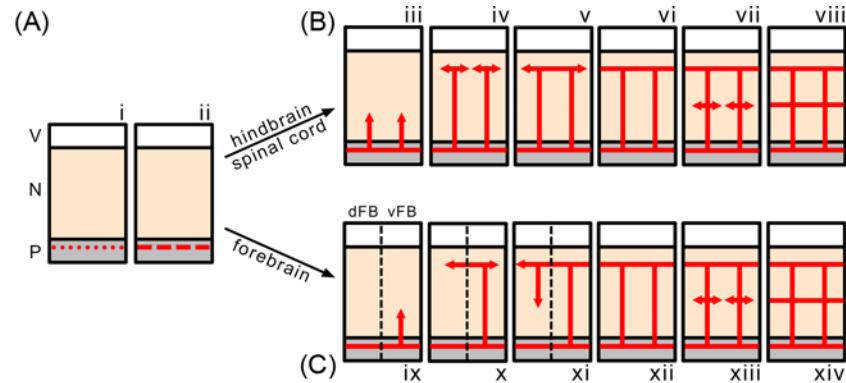 (A)
(B)
iii iv v vi vii viii
i ii
V
N
P
hindbrain
spinal cord
forebrain
dFB vFB
(C)
ix x xi xii xiii xiv